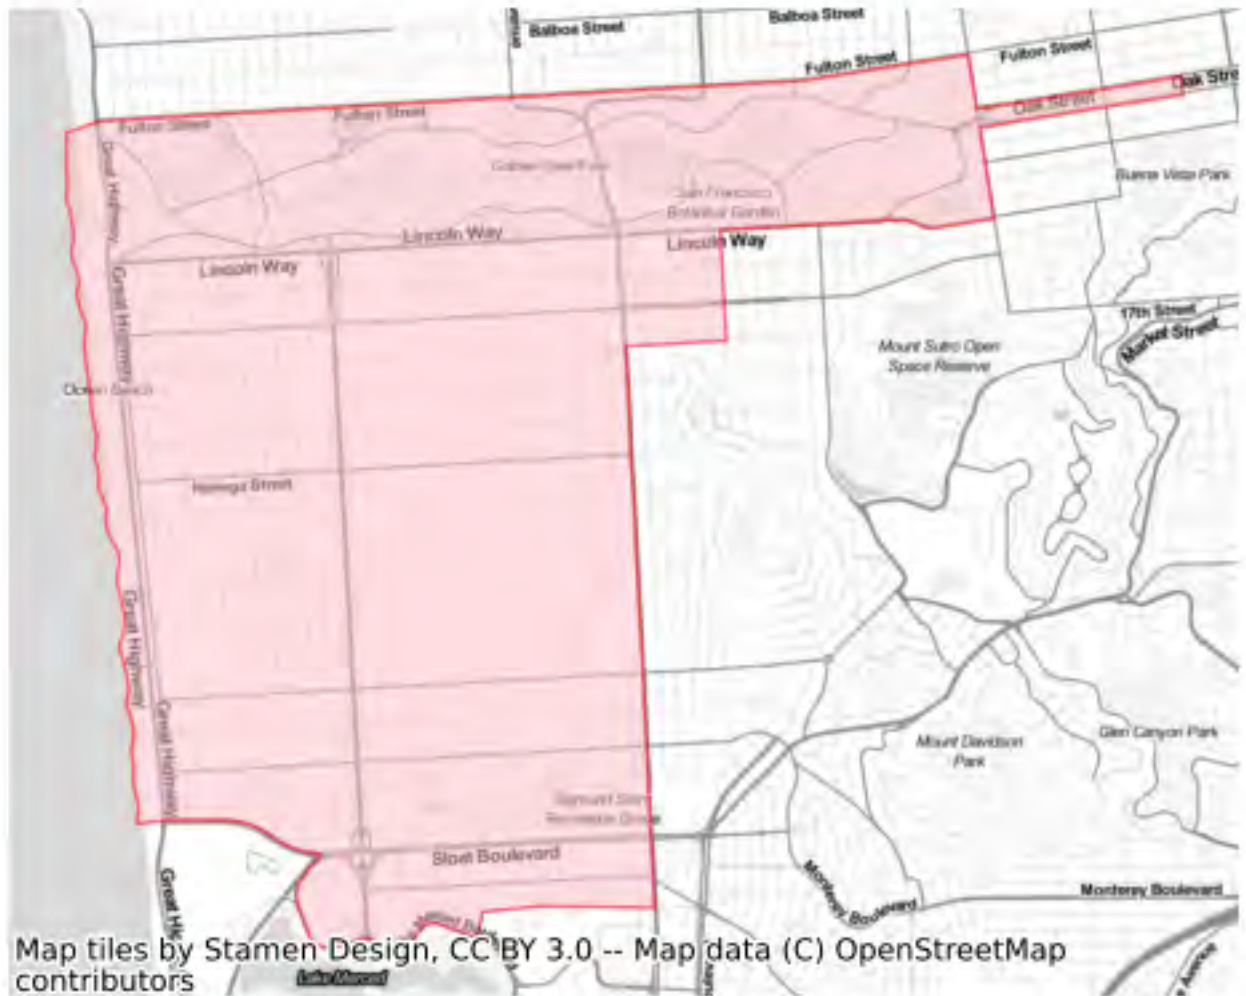 Balboa Street
Balboa Street
Fulton Street
Fulton Street
Oak Stre
Oak Street
Fulton Street
Fulton Street
Great Highway
Golden Gate Park
Buena Vista Park
San Francisco
Botanical Garden
Lincoln Way
Lincoln Way
Lincoln Way
Great Highway
17th Street
Market Street
Mount Sutro Open
Space Reserve
Ocean Beach
Noriega Street
Great Highway
Great Highway
Mount Davidson
Park
Glen Canyon Park
Sloat Boulevard
Great Hi
Monterey Boulevard
Monterey Boulevard
Map tiles by Stamen Design, CC BY 3.0 -- Map data (C) OpenStreetMap
contributors
Lake Merced
e Avenue